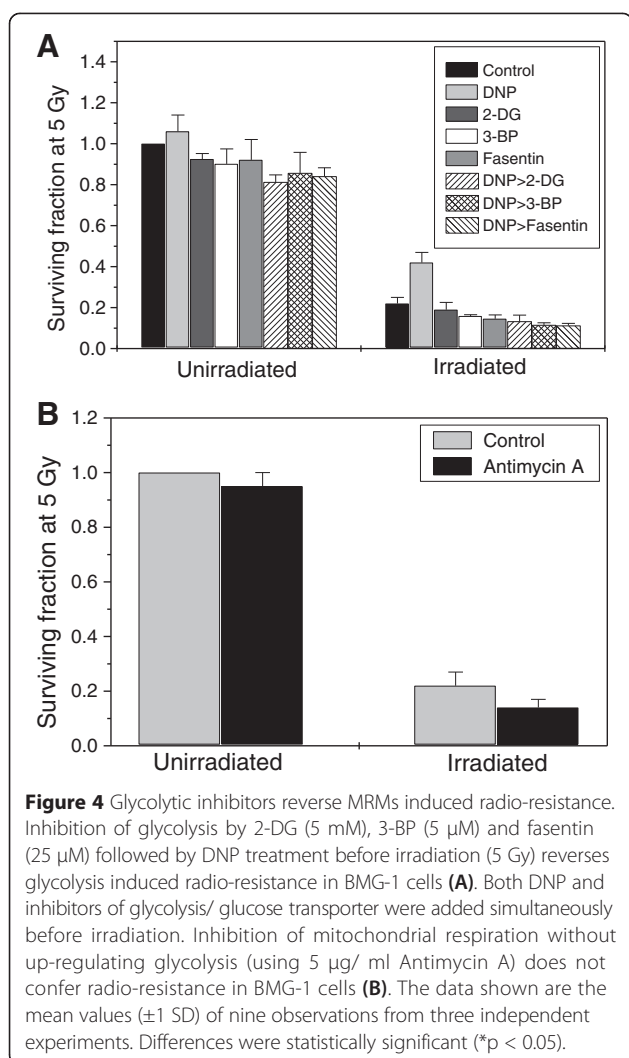 A
Surviving fraction at 5 Gy
1.4
1.2
1.0
0.8
0.6
0.4
0.2
0.0
Control
DNP
2-DG
3-BP
Fasentin
DNP>2-DG
DNP>3-BP
DNP>Fasentin
Unirradiated
Irradiated
B
Surviving fraction at 5 Gy
1.2
1.0
0.8
0.6
0.4
0.2
0.0
Control
Antimycin A
Unirradiated
Irradiated
Figure 4 Glycolytic inhibitors reverse MRMs induced radio-resistance.
Inhibition of glycolysis by 2-DG (5 mM), 3-BP (5 μM) and fasentin
(25 μM) followed by DNP treatment before irradiation (5 Gy) reverses
glycolysis induced radio-resistance in BMG-1 cells (A). Both DNP and
inhibitors of glycolysis/ glucose transporter were added simultaneously
before irradiation. Inhibition of mitochondrial respiration without
up-regulating glycolysis (using 5 μg/ ml Antimycin A) does not
confer radio-resistance in BMG-1 cells (B). The data shown are the
mean values (±1 SD) of nine observations from three independent
experiments. Differences were statistically significant (*p < 0.05).